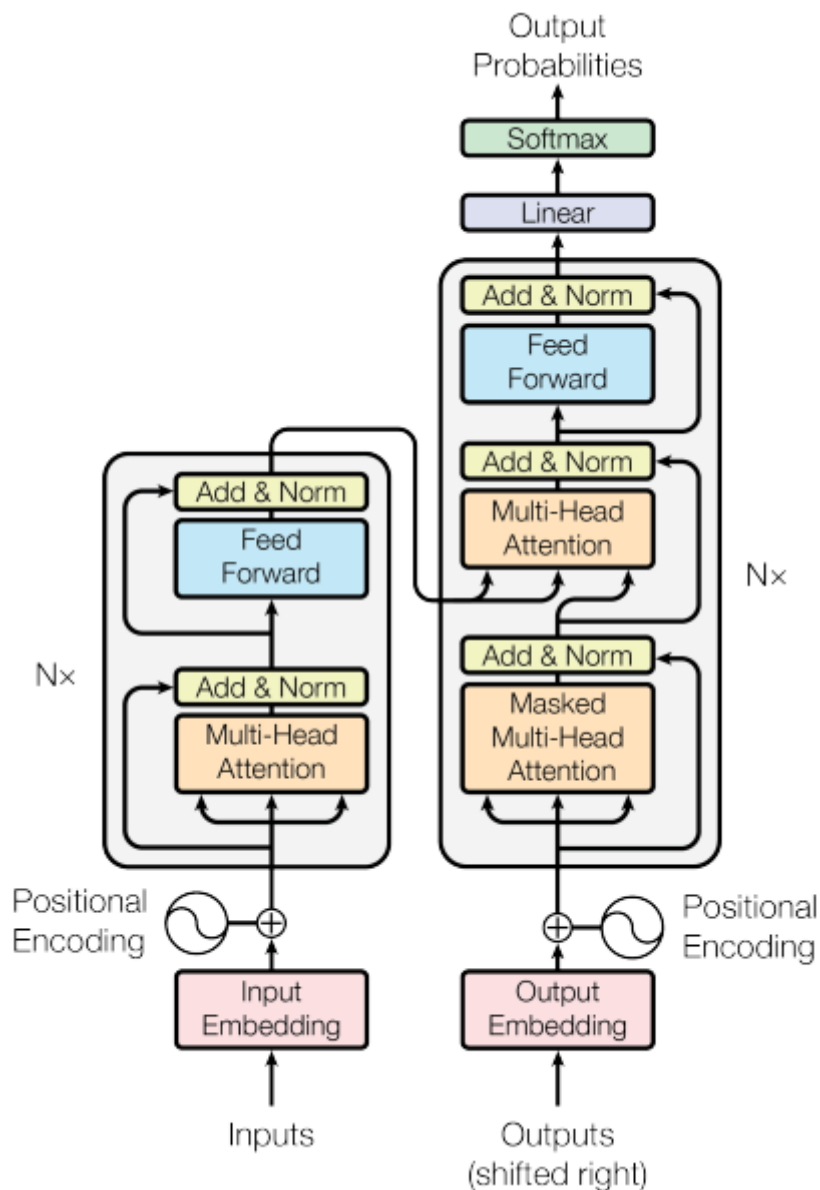 Output
Probabilities
Softmax
Linear
Add & Norm
Feed
Forward
Add & Norm
Multi-Head
Attention
Nx
Add & Norm
Masked
Multi-Head
Attention
Add & Norm
Feed
Forward
Nx
Add & Norm
Multi-Head
Attention
Positional
Encoding
Positional
Encoding
Input
Embedding
Output
Embedding
Inputs
Outputs
(shifted right)